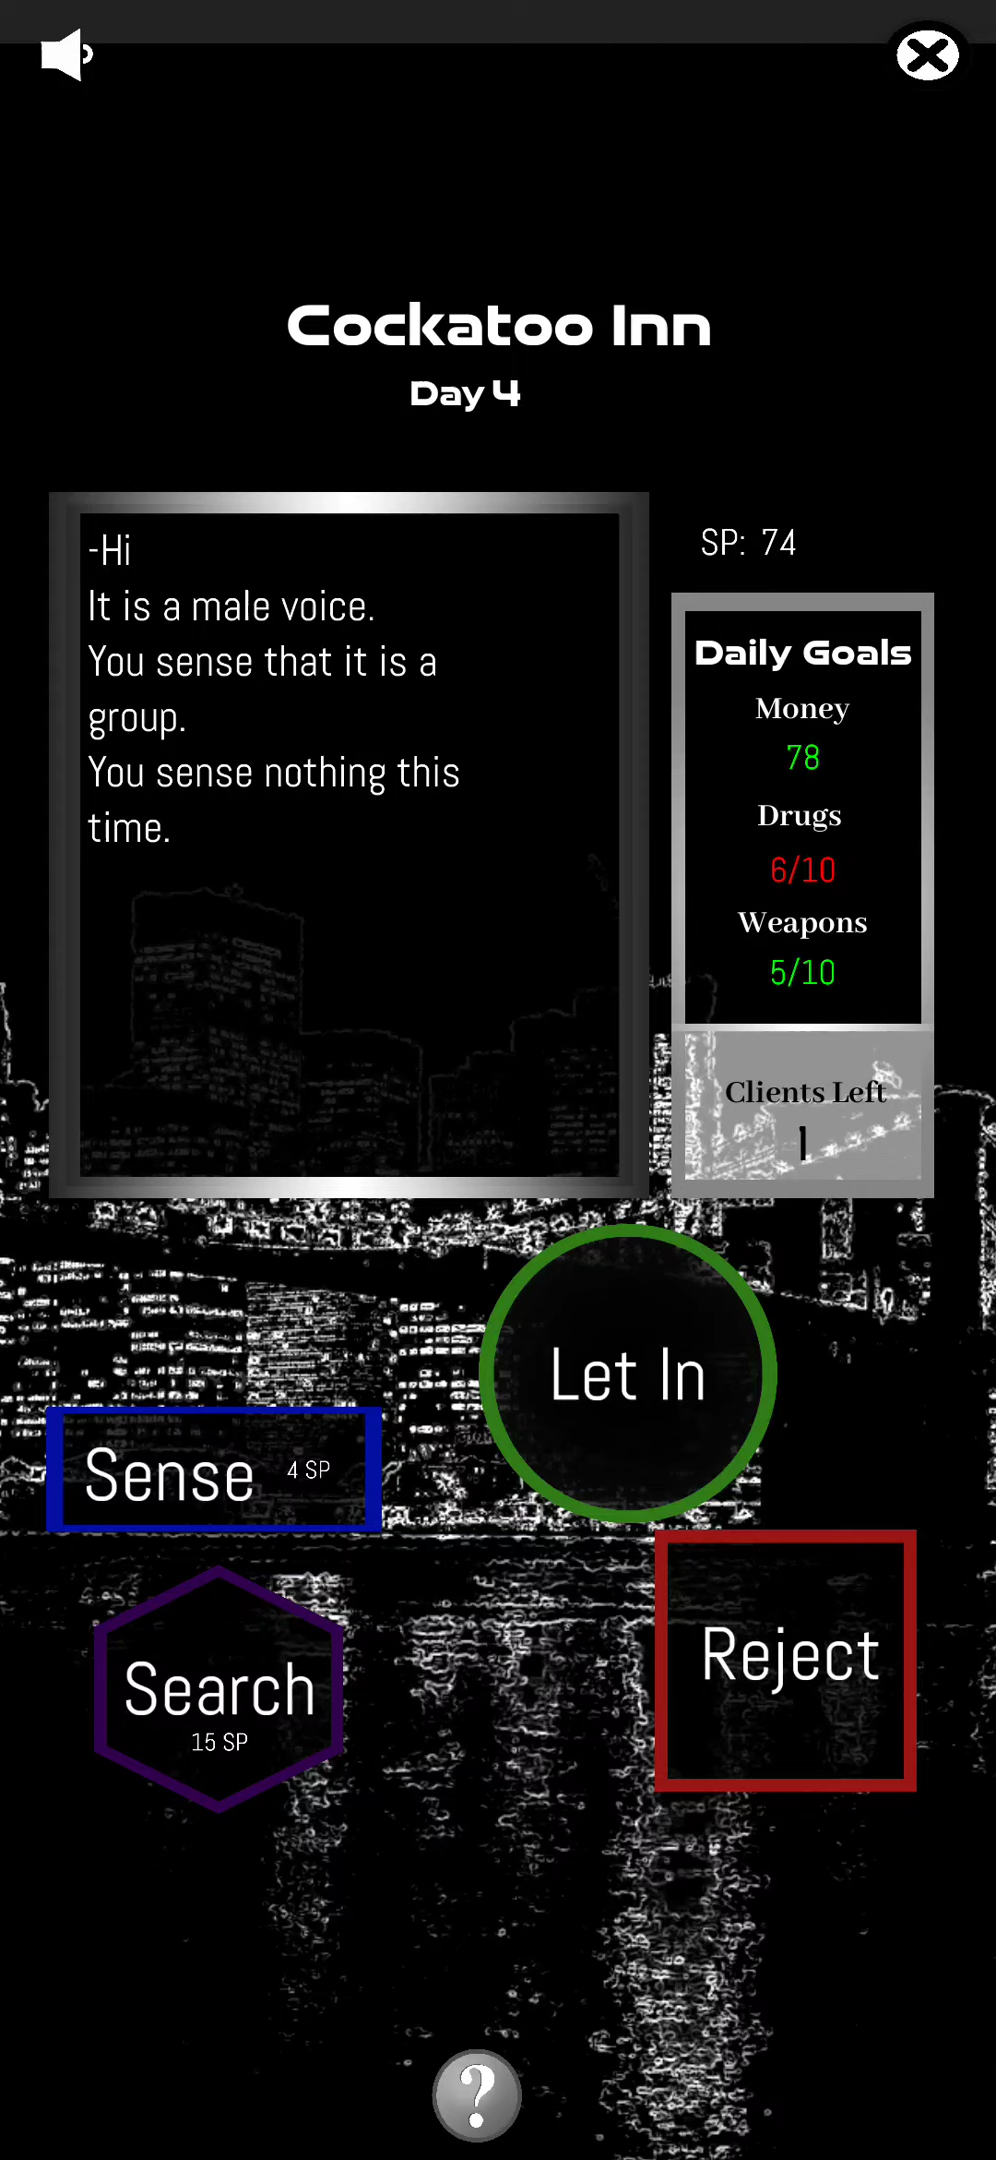 Cockatoo Inn
Day 4
-Hi
It is a male voice.
You sense that it is a
group.
You sense nothing this
time.
SP: 74
Daily Goals
Money
78
Drugs
6/10
Weapons
5/10
Clients Left
1
Let In
Sense 4 SP
Reject
Search
15 SP
?